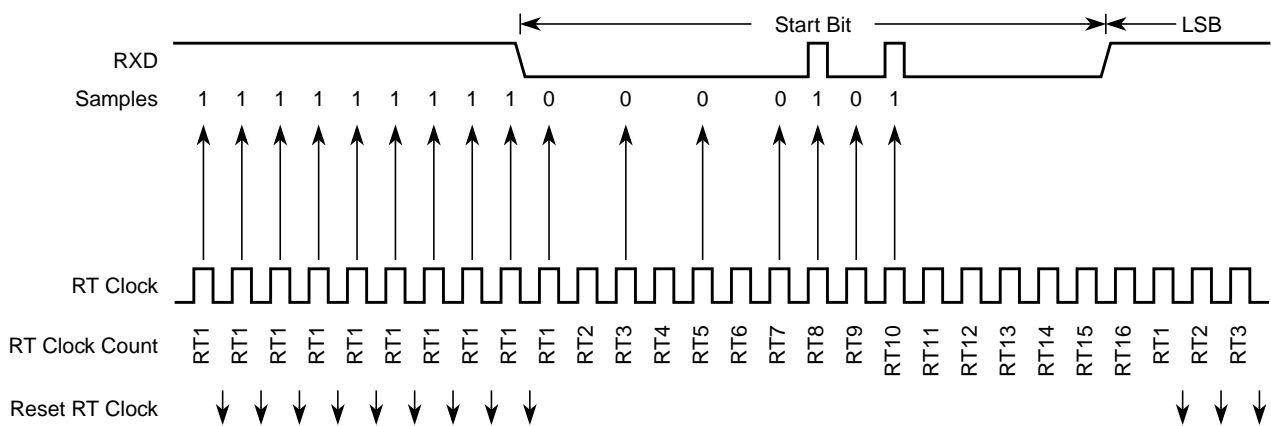 Start Bit LSB
RXD
Samples 1 1 1 1 1 1 1 1 1 0 0 0 0 1 0 1
RT Clock
RT Clock Count RT1 RT1 RT1 RT1 RT1 RT1 RT1 RT1 RT1 RT1 RT2 RT3 RT4 RT5 RT6 RT7 RT8 RT9 RT10 RT11 RT12 RT13 RT14 RT15 RT16 RT1 RT2 RT3
Reset RT Clock